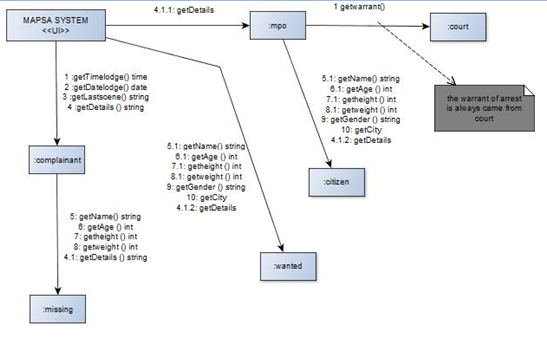 MAPSA SYSTEM
<<UI>>
4.1.1: getDetails
:mpo
1 getwarrant()
:court
1 :getTimelodge() time
2 :getDatelodge() date
3 :getLastscene() string
4 :getDetails () string
5.1: getName() string
6.1: getAge () int
7.1: getheight () int
8.1: getweight () int
9: getGender () string
10: getCity
4.1.2: getDetails
the warrant of arrest
is always came from
court
:complainant
5.1: getName() string
6.1: getAge () int
7.1: getheight () int
8.1: getweight () int
9: getGender () string
10: getCity
4.1.2: getDetails
:citizen
5: getName() string
6: getAge () int
7: getheight () int
8: getweight () int
4.1: getDetails () string
:wanted
:missing